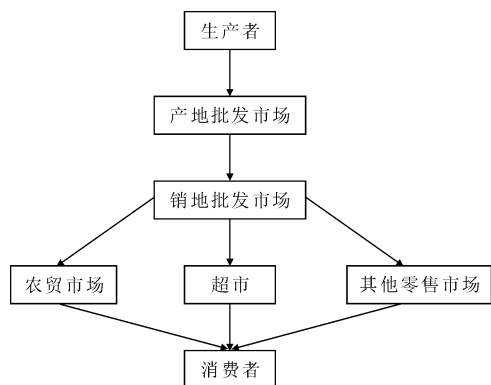 生产者
产地批发市场
销地批发市场
农贸市场
超市
其他零售市场
消费者